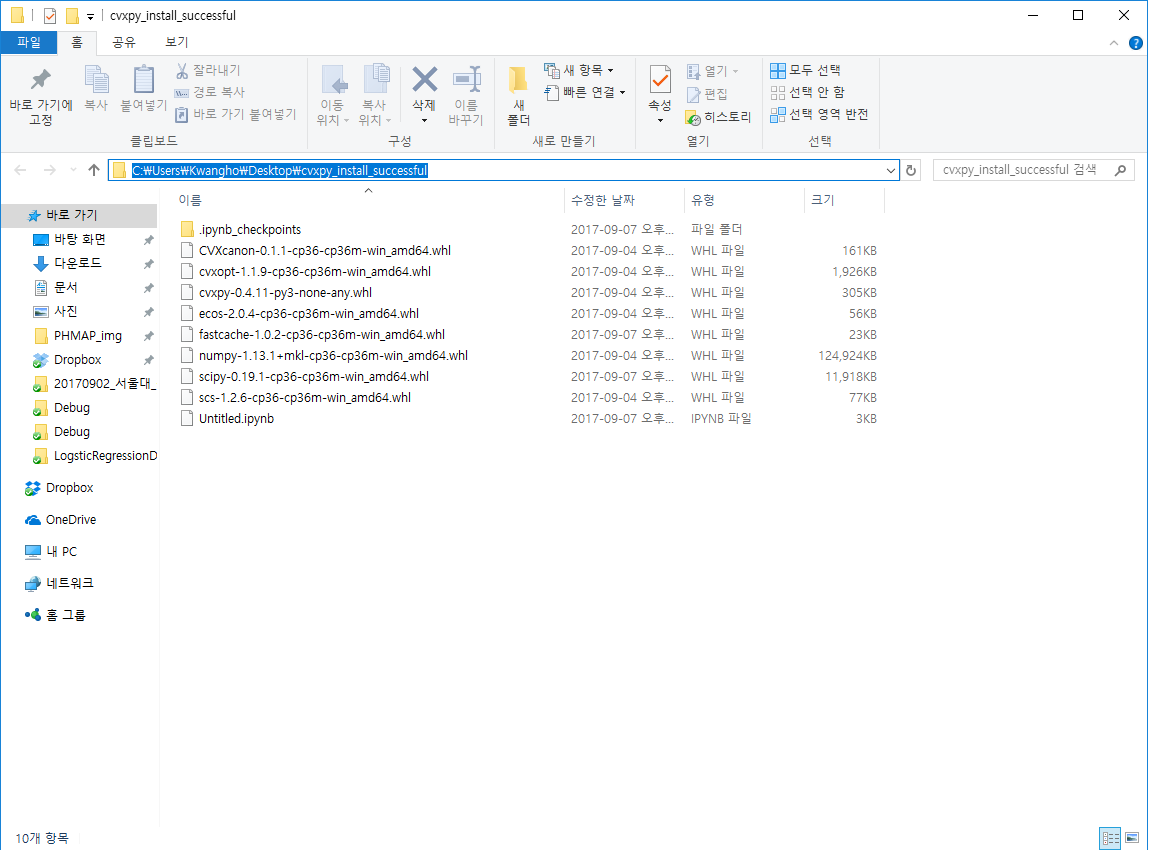 cvxpy_install_successful
파일 홈 공유 보기
바로 가기에 고정
복사
붙여넣기
잘라내기
경로 복사
바로 가기 붙여넣기
클립보드
이동 위치
복사 위치
삭제
이름 바꾸기
구성
새 폴더
새 항목
빠른 연결
새로 만들기
속성
열기
편집
히스토리
열기
모두 선택
선택 안 함
선택 영역 반전
선택
C:₩Users₩Kwangho₩Desktop₩cvxpy_install_successful
cvxpy_install_successful 검색
바로 가기
바탕 화면
다운로드
문서
사진
PHMAP_img
Dropbox
20170902_서울대_
Debug
Debug
LogsticRegressionD
Dropbox
OneDrive
내 PC
네트워크
홈 그룹
이름 수정한 날짜 유형 크기
.ipynb_checkpoints 2017-09-07 오후... 파일 폴더
CVXcanon-0.1.1-cp36-cp36m-win_amd64.whl 2017-09-04 오후... WHL 파일 161KB
cvxopt-1.1.9-cp36-cp36m-win_amd64.whl 2017-09-04 오후... WHL 파일 1,926KB
cvxpy-0.4.11-py3-none-any.whl 2017-09-04 오후... WHL 파일 305KB
ecos-2.0.4-cp36-cp36m-win_amd64.whl 2017-09-04 오후... WHL 파일 56KB
fastcache-1.0.2-cp36-cp36m-win_amd64.whl 2017-09-07 오후... WHL 파일 23KB
numpy-1.13.1+mkl-cp36-cp36m-win_amd64.whl 2017-09-04 오후... WHL 파일 124,924KB
scipy-0.19.1-cp36-cp36m-win_amd64.whl 2017-09-07 오후... WHL 파일 11,918KB
scs-1.2.6-cp36-cp36m-win_amd64.whl 2017-09-04 오후... WHL 파일 77KB
Untitled.ipynb 2017-09-07 오후... IPYNB 파일 3KB
10개 항목